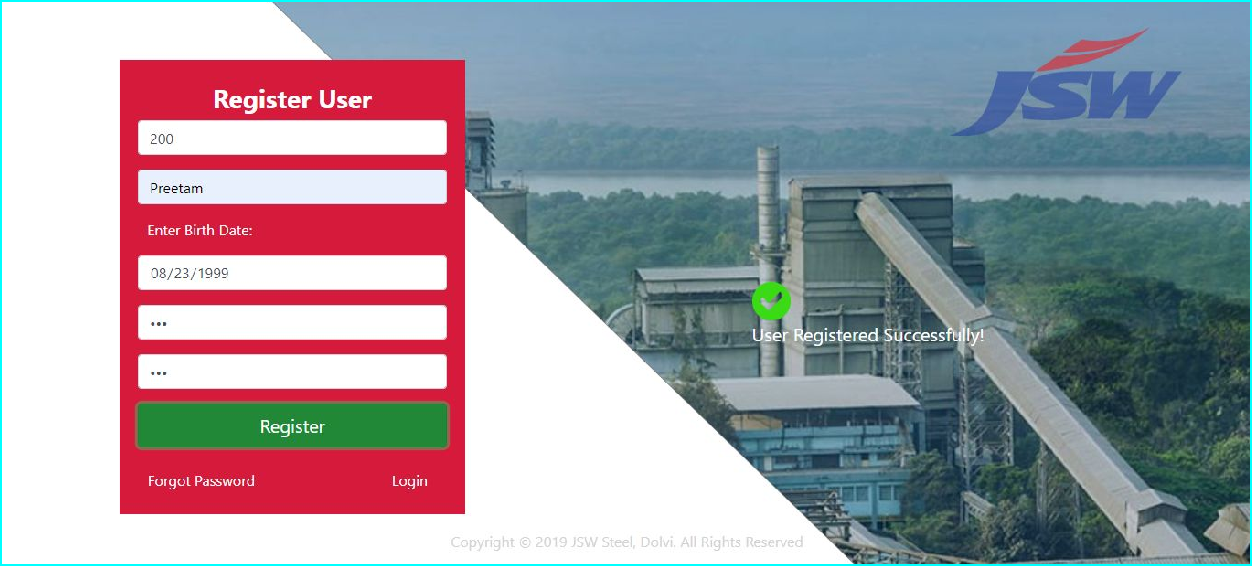 JSW
Register User
200
Preetam
Enter Birth Date:
08/23/1999
•••
•••
Register
Forgot Password
Login
User Registered Successfully!
Copyright © 2019 JSW Steel, Dolvi. All Rights Reserved